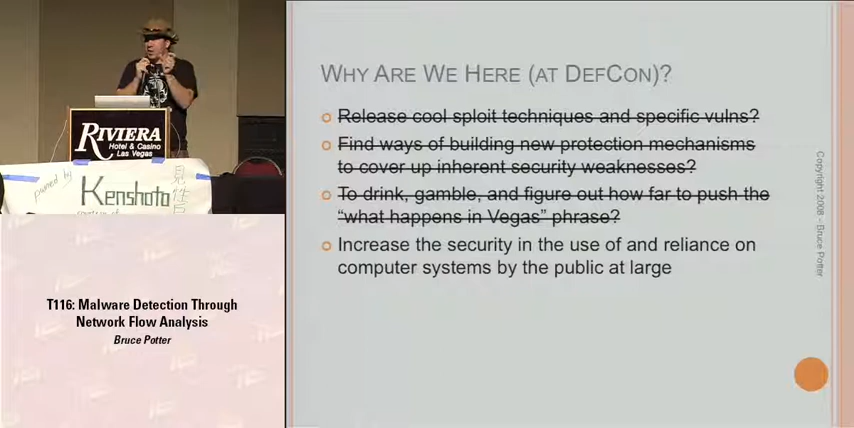 WHY ARE WE HERE (AT DEFCON)?
Release cool sploit techniques and specific vulns?
Find ways of building new protection mechanisms
to cover up inherent security weaknesses?
To drink, gamble, and figure out how far to push the
“what happens in Vegas” phrase?
Increase the security in the use of and reliance on
computer systems by the public at large
Copyright 2008 - Bruce Potter
RIVIERA
Hotel & Casino
Las Vegas
pwned by
Kenshoto
T116: Malware Detection Through
Network Flow Analysis
Bruce Potter